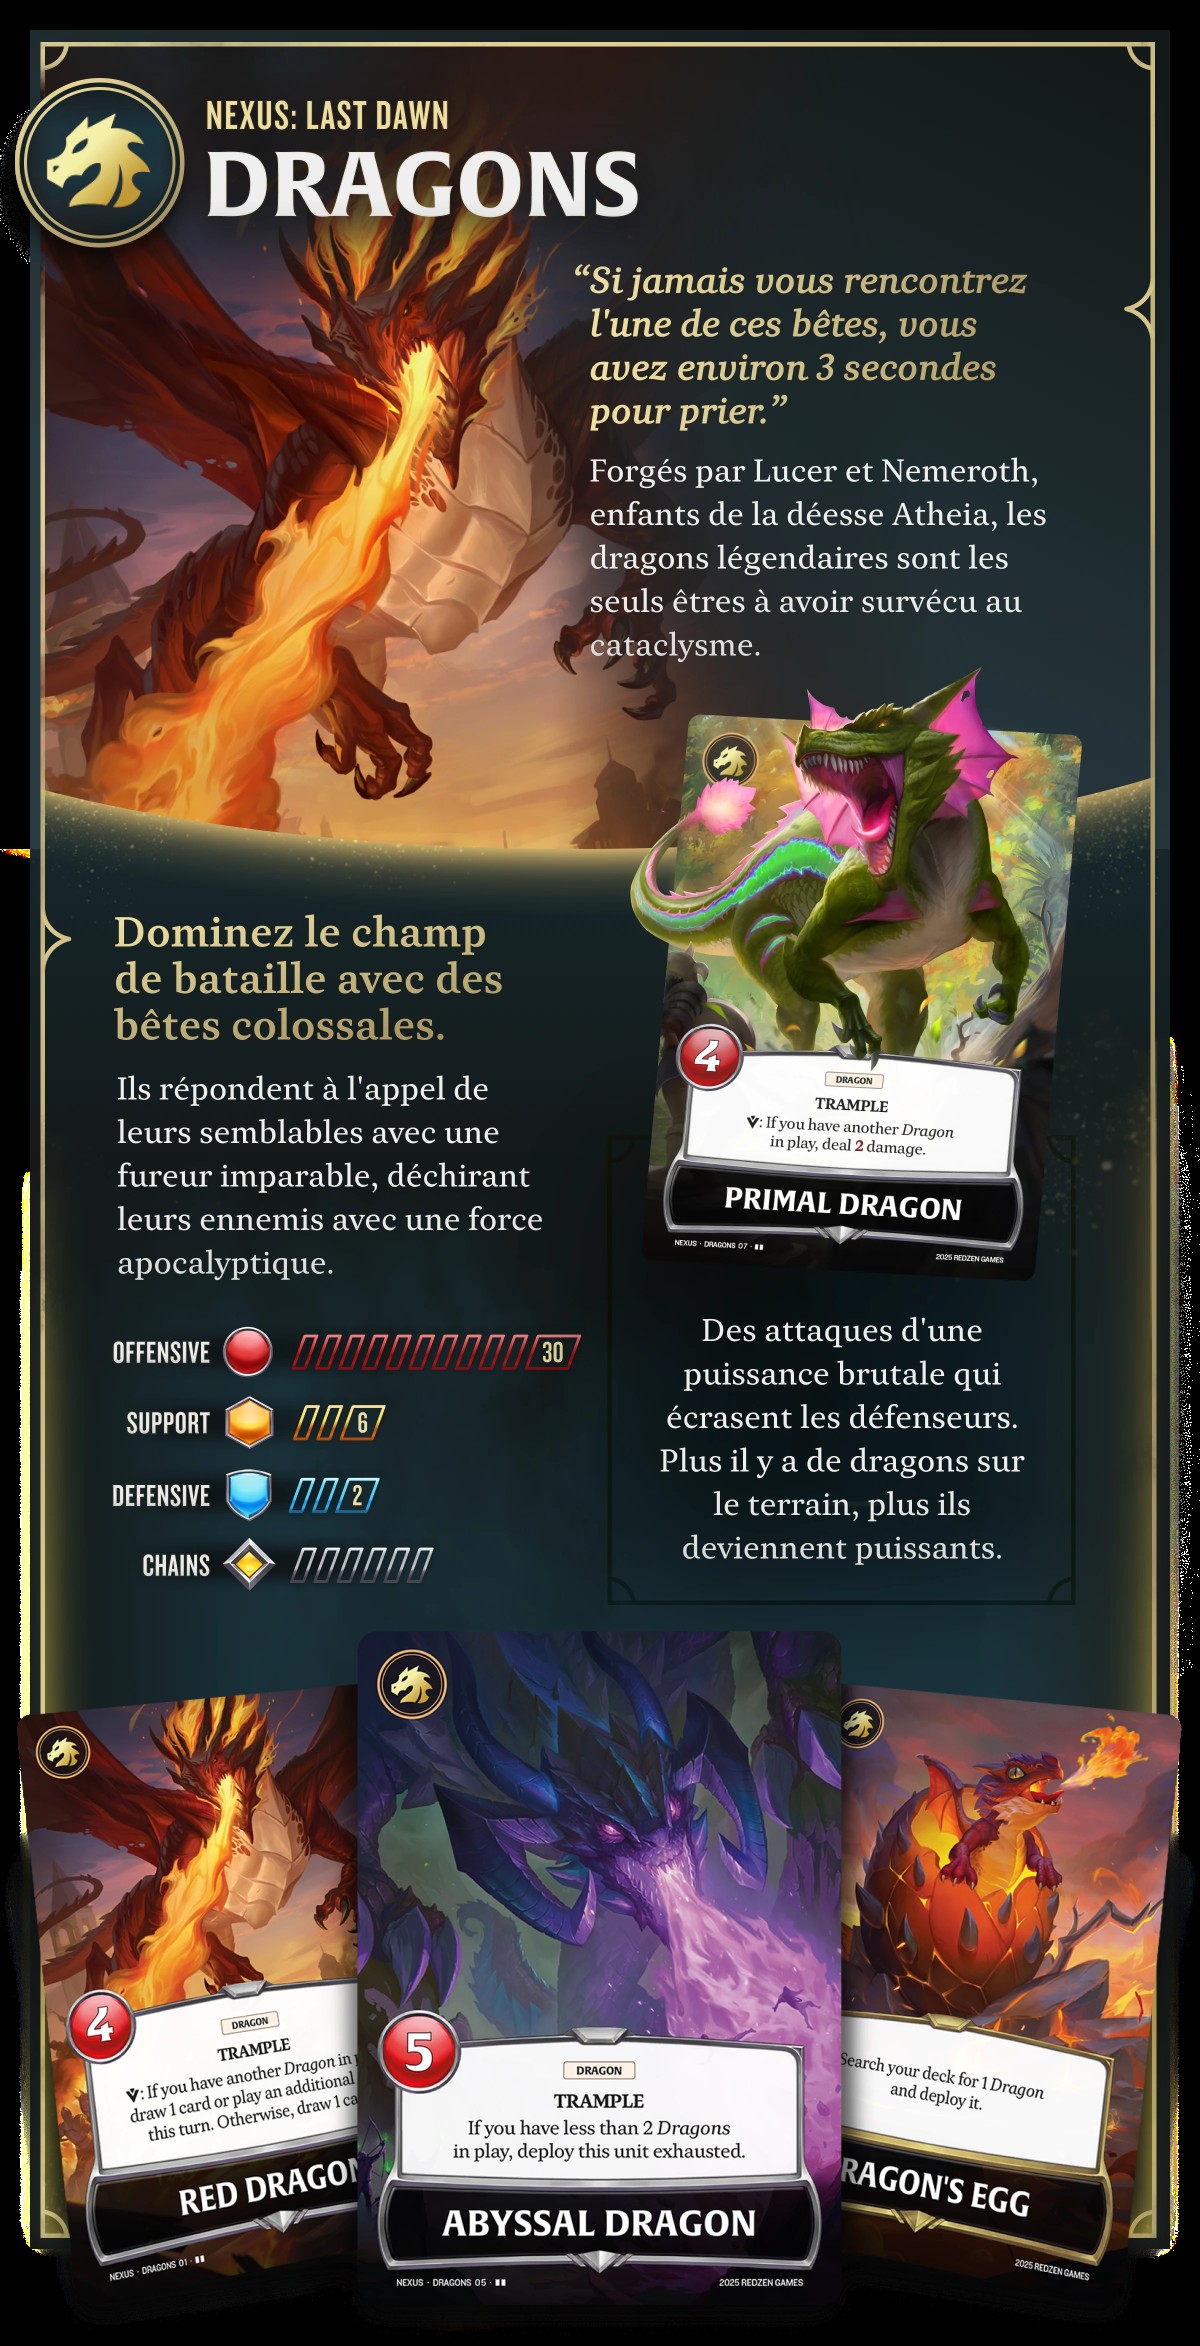 NEXUS: LAST DAWN
DRAGONS
“Si jamais vous rencontrez
l'une de ces bêtes, vous
avez environ 3 secondes
pour prier.”
Forgés par Lucer et Nemeroth,
enfants de la déesse Atheia, les
dragons légendaires sont les
seuls êtres à avoir survécu au
cataclysme.
Dominez le champ
de bataille avec des
bêtes colossales.
Ils répondent à l'appel de
leurs semblables avec une
fureur imparable, déchirant
leurs ennemis avec une force
apocalyptique.
4
DRAGON
TRAMPLE
: If you have another Dragon
in play, deal 2 damage.
PRIMAL DRAGON
NEXUS · DRAGONS 07 ·
2025 REDZEN GAMES
OFFENSIVE 30
SUPPORT 6
DEFENSIVE 2
CHAINS
Des attaques d'une
puissance brutale qui
écrasent les défenseurs.
Plus il y a de dragons sur
le terrain, plus ils
deviennent puissants.
4
DRAGON
TRAMPLE
: If you have another Dragon in
draw 1 card or play an additional
this turn. Otherwise, draw 1
RED DRAGON
NEXUS · DRAGONS 01 ·
5
DRAGON
TRAMPLE
If you have less than 2 Dragons
in play, deploy this unit exhausted.
ABYSSAL DRAGON
NEXUS · DRAGONS 05 ·
2025 REDZEN GAMES
Search your deck for 1 Dragon
and deploy it.
RAGON'S EGG
2025 REDZEN GAMES